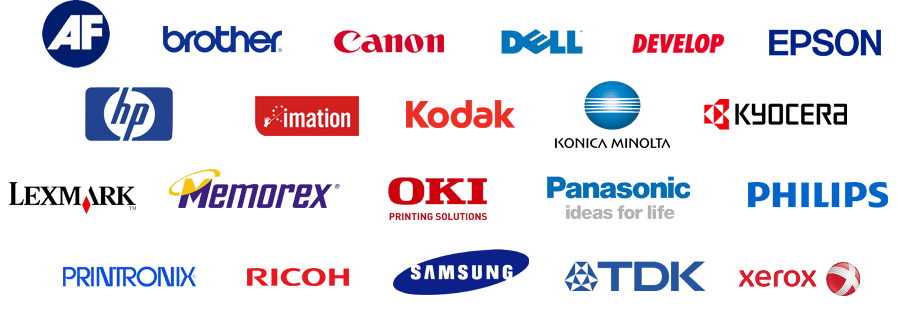 AF brother Canon DELL DEVELOP EPSON
hp imation Kodak KONICA MINOLTA KYOCERA
LEXMARK TM Memorex ® OKI PRINTING SOLUTIONS Panasonic ideas for life PHILIPS
PRINTRONIX RICOH SAMSUNG TDK xerox